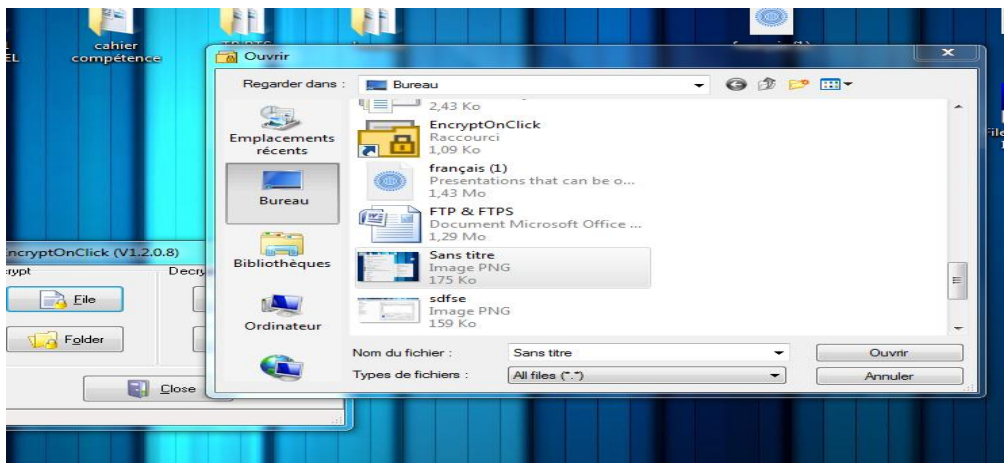 cahier
compétence
EL
Ouvrir
Regarder dans :
Bureau
2,43 Ko
EncryptOnClick
Raccourci
1,09 Ko
français (1)
Presentations that can be o...
1,43 Mo
FTP & FTPS
Document Microsoft Office ...
1,29 Mo
Sans titre
Image PNG
175 Ko
sdfse
Image PNG
159 Ko
Emplacements
récents
Bureau
Bibliothèques
Ordinateur
Nom du fichier :
Sans titre
Ouvrir
Types de fichiers :
All files (*.*)
Annuler
ncryptOnClick (V1.2.0.8)
rypt
Decry
File
Folder
Close